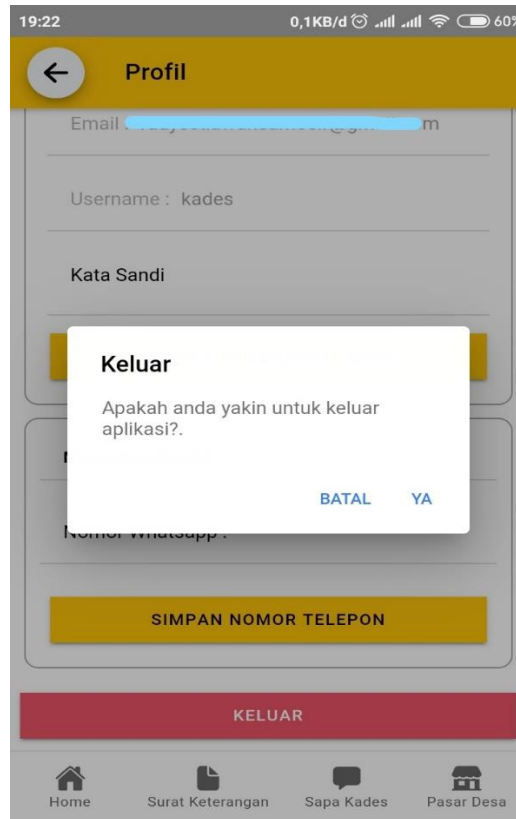 19:22 0,1KB/d 60%
Profil
Email :
Username : kades
Kata Sandi
Keluar
Apakah anda yakin untuk keluar
aplikasi?.
BATAL YA
Nomor Whatsapp :
SIMPAN NOMOR TELEPON
KELUAR
Home Surat Keterangan Sapa Kades Pasar Desa